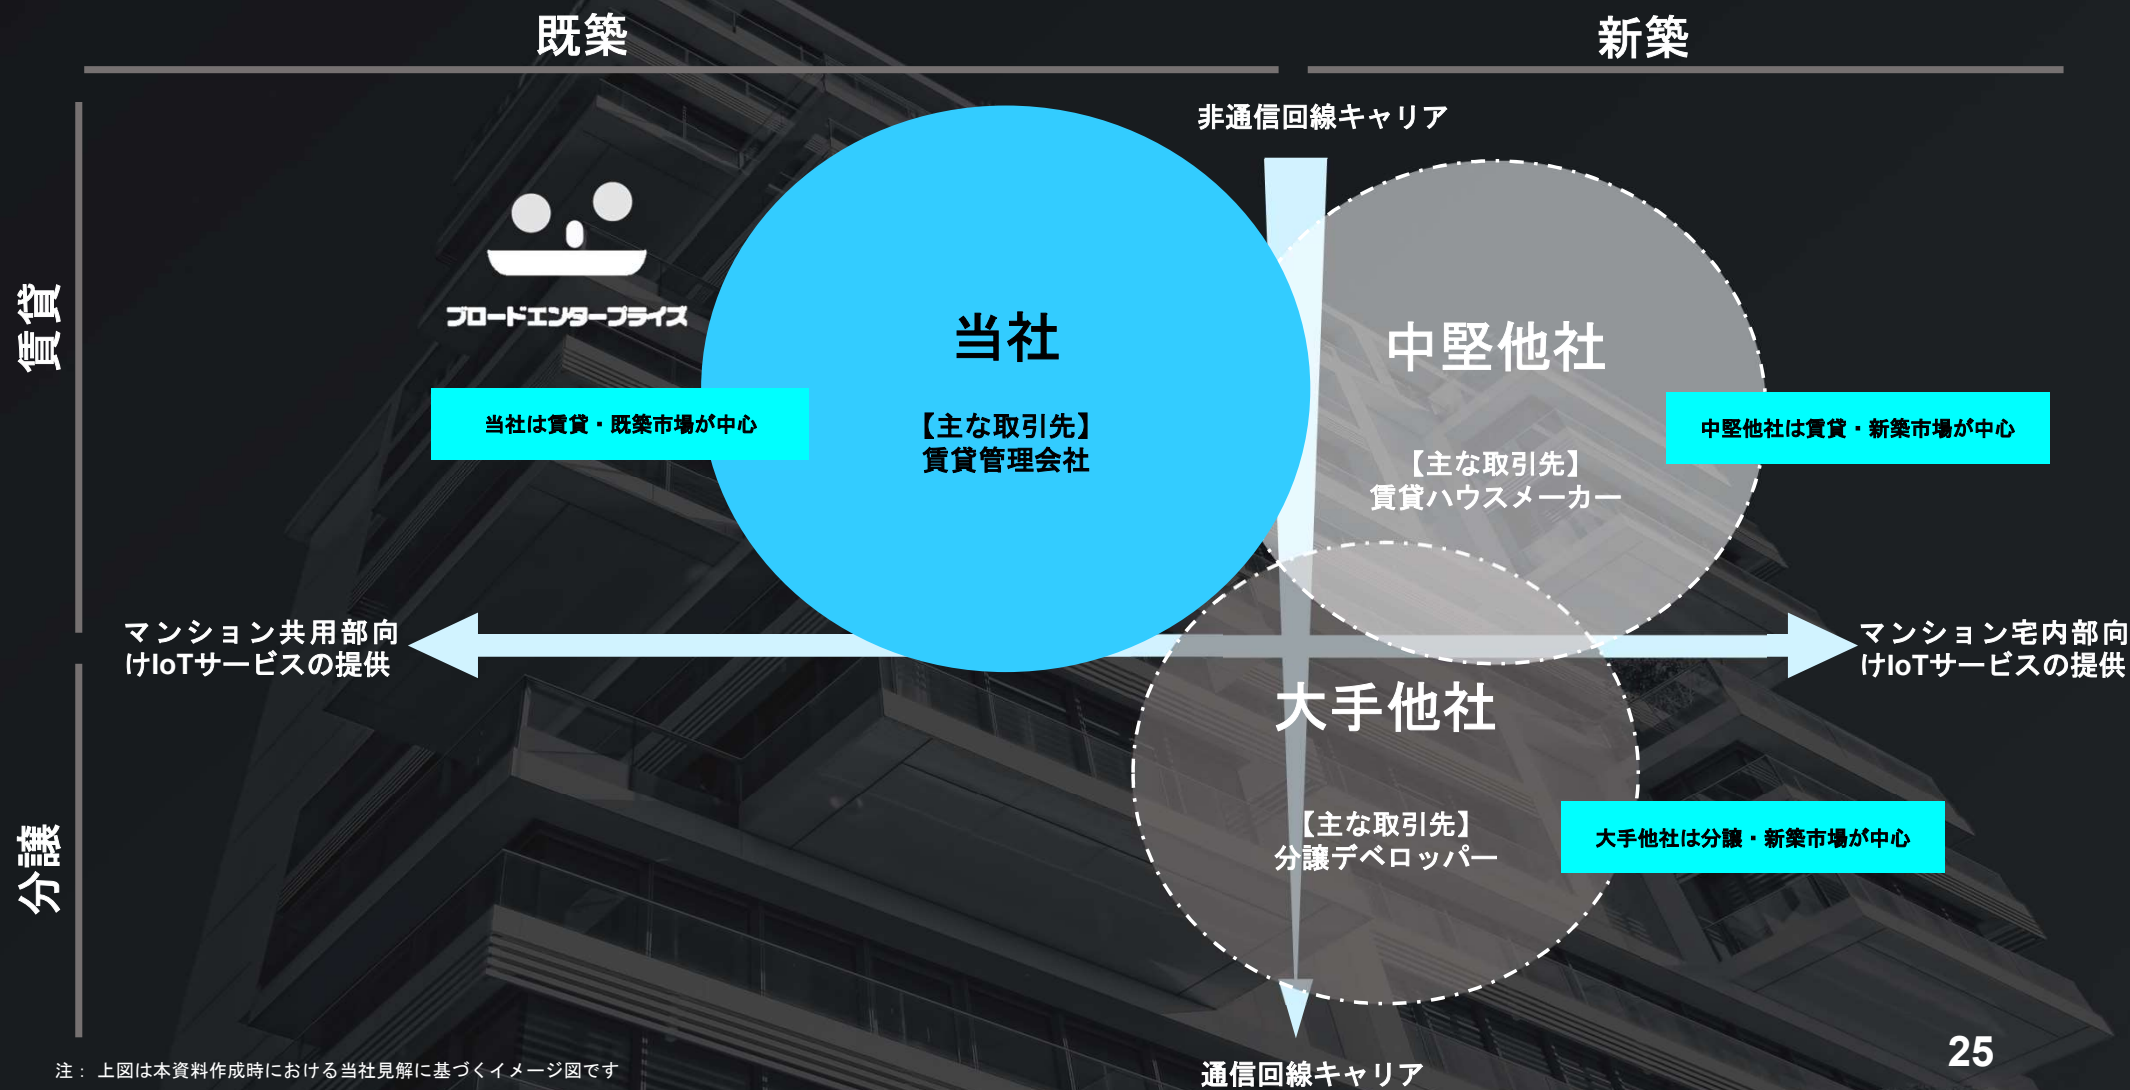 既築
新築
非通信回線キャリア
賃貸
ブロードエンタープライズ
当社
【主な取引先】
賃貸管理会社
当社は賃貸・既築市場が中心
中堅他社
【主な取引先】
賃貸ハウスメーカー
中堅他社は賃貸・新築市場が中心
マンション共用部向
けIoTサービスの提供
マンション宅内部向
けIoTサービスの提供
分譲
大手他社
【主な取引先】
分譲デベロッパー
大手他社は分譲・新築市場が中心
通信回線キャリア
注： 上図は本資料作成時における当社見解に基づくイメージ図です
25